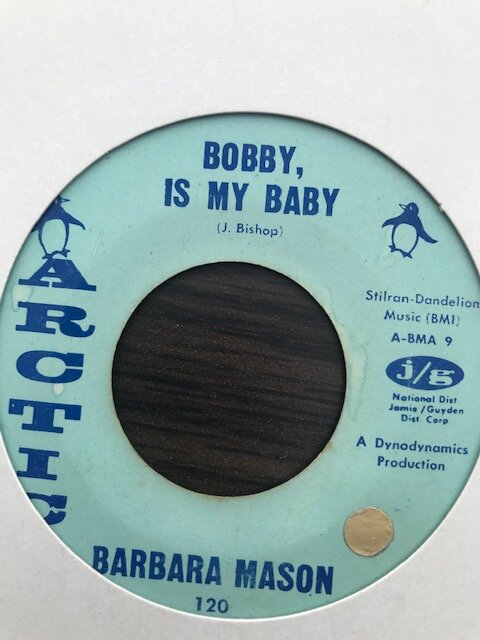 BOBBY,
IS MY BABY
(J. Bishop)
ARCTIC
Stilran-Dandelion
Music (BMI)
A-BMA 9
j/g
National Dist.
Jamie/Guyden
Dist. Corp
A Dynodynamics
Production
BARBARA MASON
120